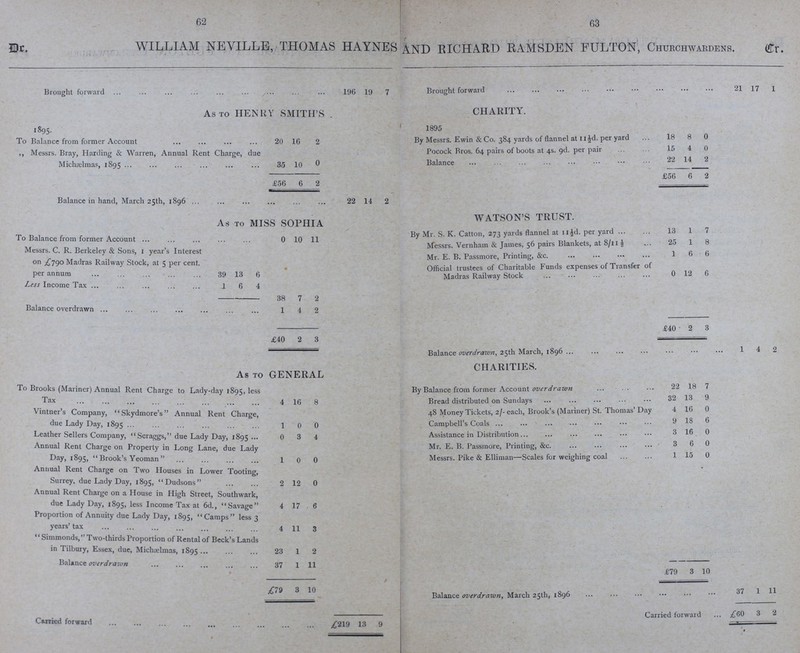 62
Dr. WILLIAM NEVILLE, THOMAS HAYNES
Brought forward ... 196 19 7
As to HENRY SMITH'S
1895.
To Balance from former Account ... 20 16 2
,, Messrs. Bray, Harding & Warren, Annual Rent Charge, due
Michælmas, 1895 ... 35 10 0
£56 6 2
Balance in hand, March 25th, 1896 ... 22 14 2
As to MISS SOPHIA
To Balance from former Account ... 0 10 11
Messrs. C. R. Berkeley & Sons, 1 year's Interest
on £790 Madras Railway Stock, at 5 per cent.
per annum ... 39 13 6
Less Income Tax ... 1 6 4
38 7 2
Balance overdrawn ... 1 4 2
£40 2 3
As to GENERAL
To Brooks (Mariner) Annual Rent Charge to Lady-day 1895, less
Tax ... 4 16 8
Vintner's Company, "Skydmore's" Annual Rent Charge,
due Lady Day, 1895 ... 1 0 0
Leather Sellers Company, "Scraggs," due Lady Day, 1895 ... 0 3 4
Annual Rent Charge on Property in Long Lane, due Lady
Day, 1895, "Brook's Yeoman" ... 1 0 0
Annual Rent Charge on Two Houses in Lower Tooting,
Surrey, due Lady Day, 1895, "Dudsons" ... 2 12 0
Annual Rent Charge on a House in High Street, Southwark,
due Lady Day, 1895, less Income Tax at 6d., "Savage" 4 17 6
Proportion of Annuity due Lady Day, 1895, "Camps" less 3
years' tax ... 4 11 3
"Simmonds," Two-thirds Proportion of Rental of Beck's Lands
in Tilbury, Essex, due, Michælmas, 1895 ... 23 1 2
Balance overdrawn ... 37 1 11
£79 3 10
Carried forward ... £219 13 9
63
AND RICHARD RAMSDEN FULTON, Churchwardens. Cr.
Brought forward ... 21 17 1
CHARITY.
1895
By Messrs. Ewin & Co. 384 yards of flannel at 11½d. per yard ... 18 8 0
Pocock Bros. 64 pairs of boots at 4s. 9d. per pair ... 15 4 0
Balance ... 22 14 2
£56 6 2
WATSON'S TRUST.
By Mr. S. K. Catton, 273 yards flannel at 11½d. per yard ... 13 1 7
Messrs. Vernham & James, 56 pairs Blankets, at 8/11½ ... 25 1 8
Mr. E. B. Passmore, Printing, &c. ... 1 6 6
Official trustees of Charitable Funds expenses of Transfer of
Madras Railway Stock ... 0 12 6
£40 2 3
Balance overdrawn, 25th March, 1896 ... 1 4 2
CHARITIES.
By Balance from former Account overdrawn ... 22 18 7
Bread distributed on Sundays ... 32 13 9
48 Money Tickets, 2/- each, Brook's (Mariner) St. Thomas' Day 4 16 0
Campbell's Coals ... 9 18 6
Assistance in Distribution ... 3 16 0
Mr. E. B. Passmore, Printing, &c. ... 3 6 0
Messrs. Pike & Elliman—Scales for weighing coal ... 1 15 0
£79 3 10
Balance overdrawn, March 25th, 1896 ... 37 1 11
Carried forward ... £60 3 2